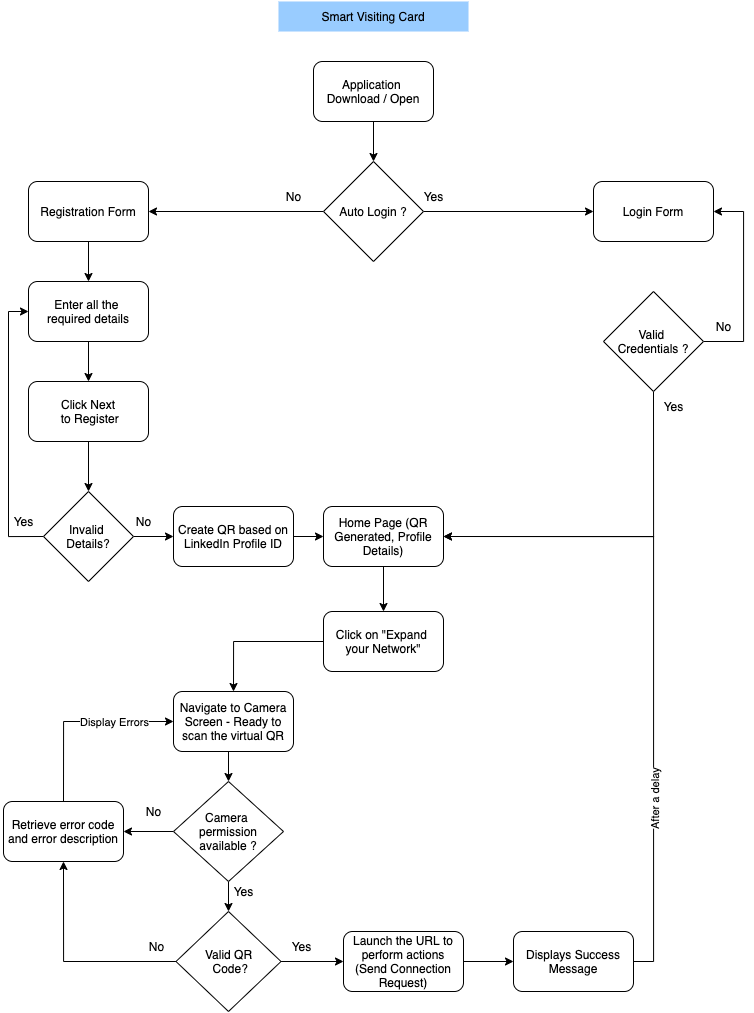 Smart Visiting Card
Application
Download / Open
No
Yes
Registration Form
Auto Login ?
Login Form
Enter all the
required details
No
Valid
Credentials ?
Click Next
to Register
Yes
Yes
No
Invalid
Details?
Create QR based on
LinkedIn Profile ID
Home Page (QR
Generated, Profile
Details)
Click on "Expand
your Network"
Navigate to Camera
Screen - Ready to
scan the virtual QR
Display Errors
After a delay
No
Retrieve error code
and error description
Camera
permission
available ?
Yes
No
Valid QR
Code?
Yes
Launch the URL to
perform actions
(Send Connection
Request)
Displays Success
Message